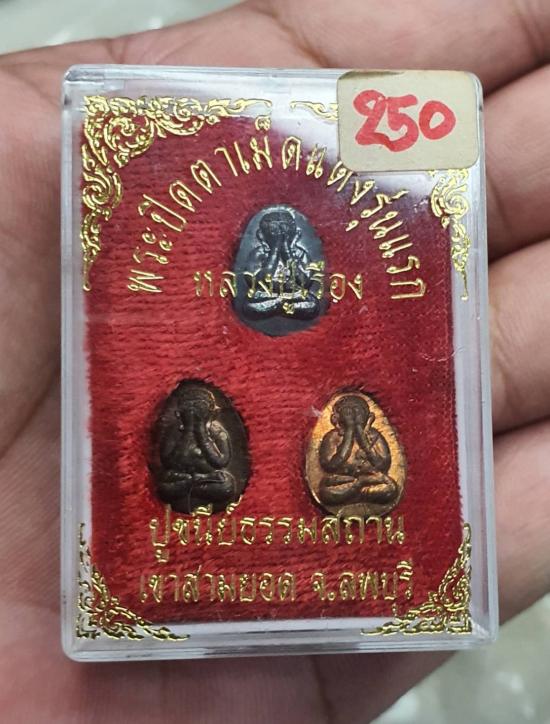 250
พระปิดตาเม็ดแตงรุ่นแรก
หลวงปู่เรือง
ปูชนีย์ธรรมสถาน
เขาสามยอด จ.ลพบุรี